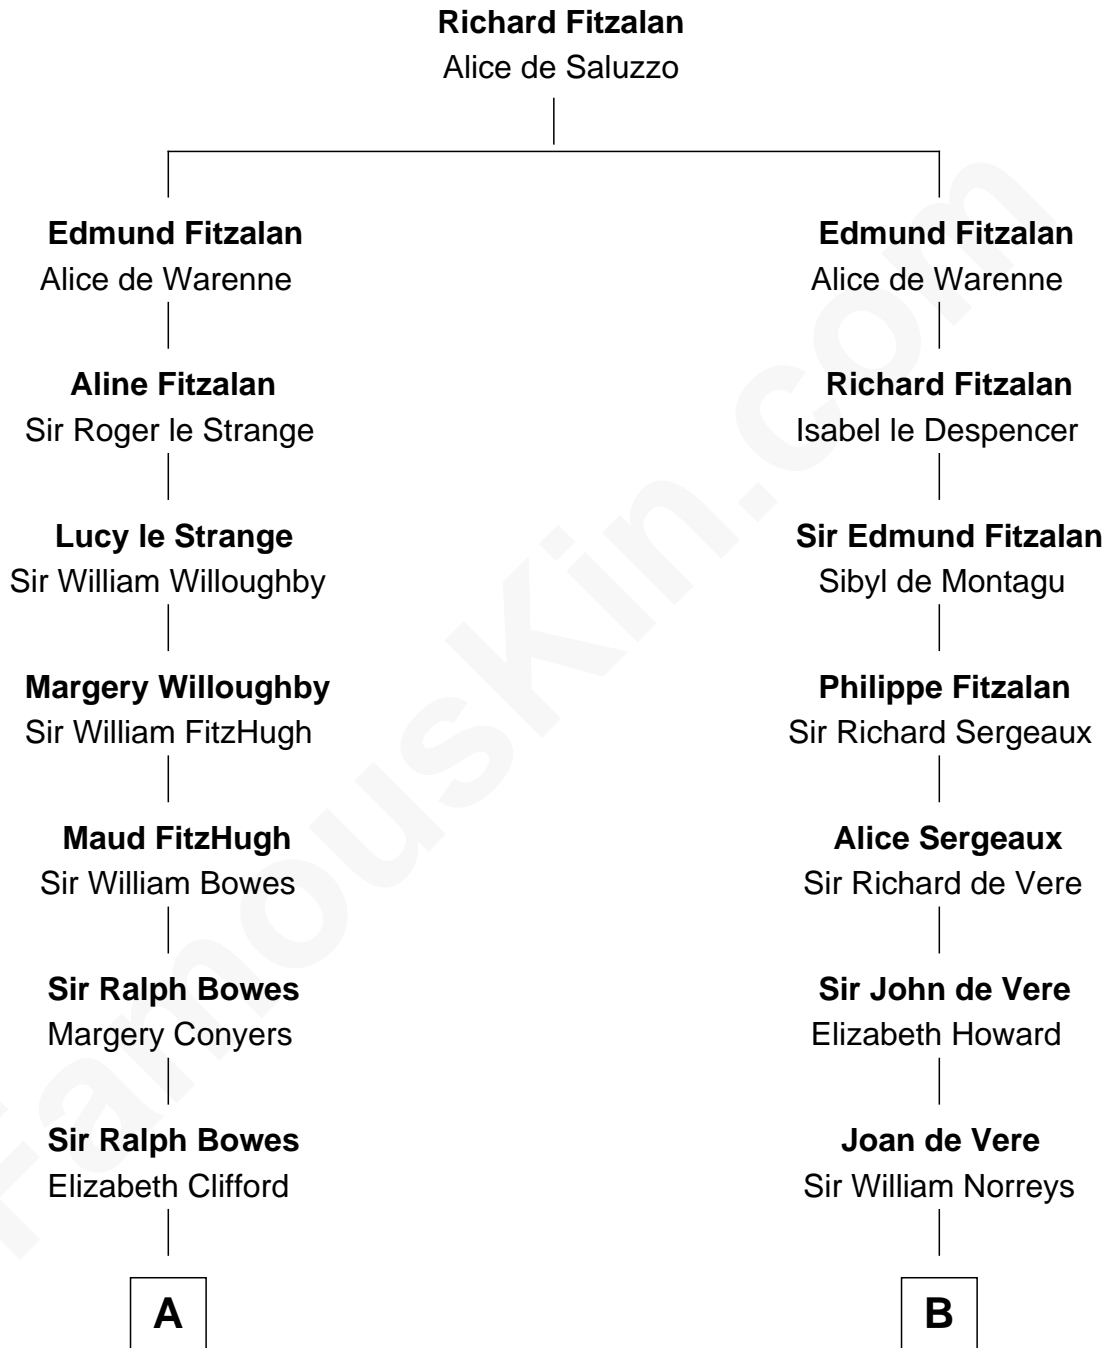 Richard Fitzalan
Alice de Saluzzo
Edmund Fitzalan
Alice de Warenne
Edmund Fitzalan
Alice de Warenne
Aline Fitzalan
Sir Roger le Strange
Richard Fitzalan
Isabel le Despencer
Lucy le Strange
Sir William Willoughby
Sir Edmund Fitzalan
Sibyl de Montagu
Margery Willoughby
Sir William FitzHugh
Philippe Fitzalan
Sir Richard Sergeaux
Maud FitzHugh
Sir William Bowes
Alice Sergeaux
Sir Richard de Vere
Sir Ralph Bowes
Margery Conyers
Sir John de Vere
Elizabeth Howard
Sir Ralph Bowes
Elizabeth Clifford
Joan de Vere
Sir William Norreys
A
B
FamousKin.com